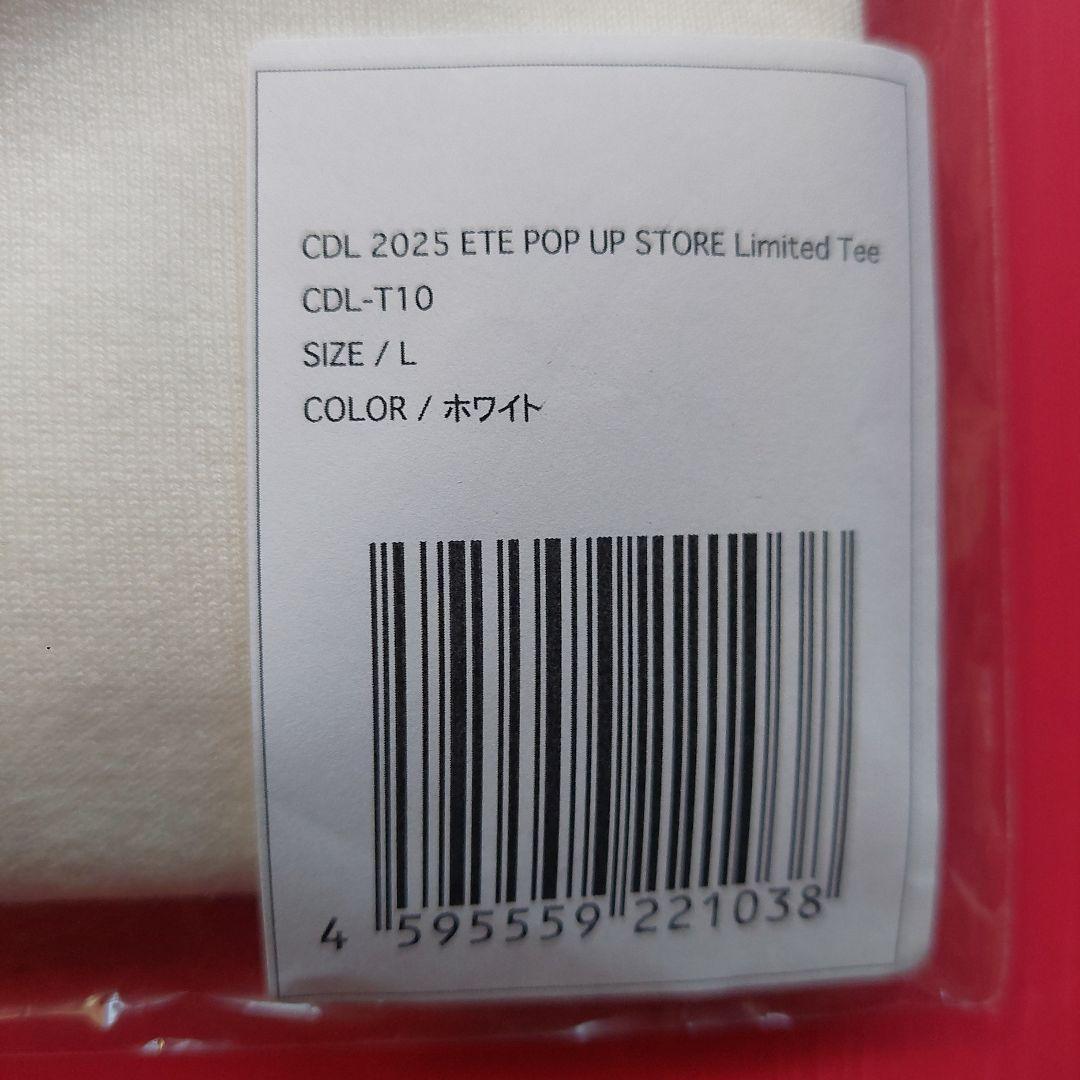 CDL 2025 ETE POP UP STORE Limited Tee
CDL-T10
SIZE / L
COLOR / ホワイト
4 595559 221038